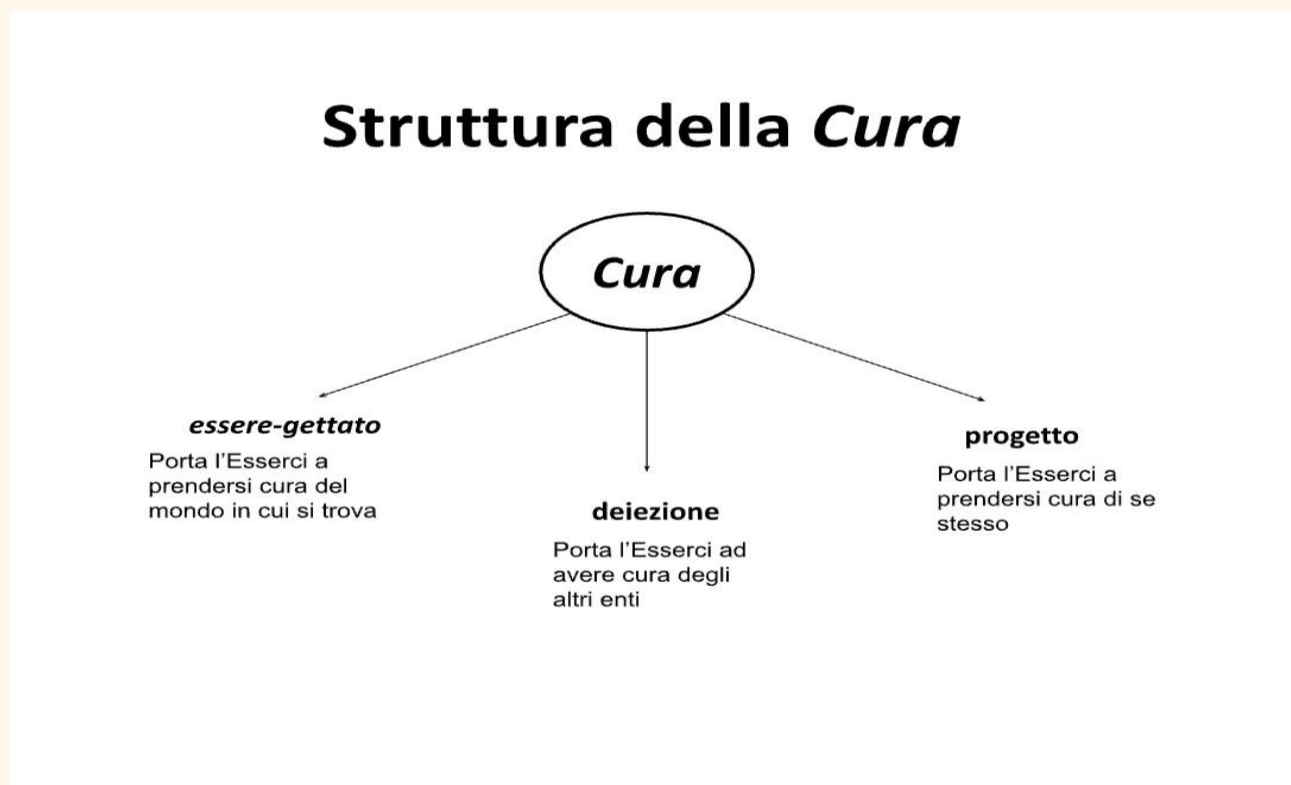 Struttura della Cura
Cura
essere-gettato
Porta l'Esserci a
prendersi cura del
mondo in cui si trova
deiezione
Porta l'Esserci ad
avere cura degli
altri enti
progetto
Porta l'Esserci a
prendersi cura di se
stesso